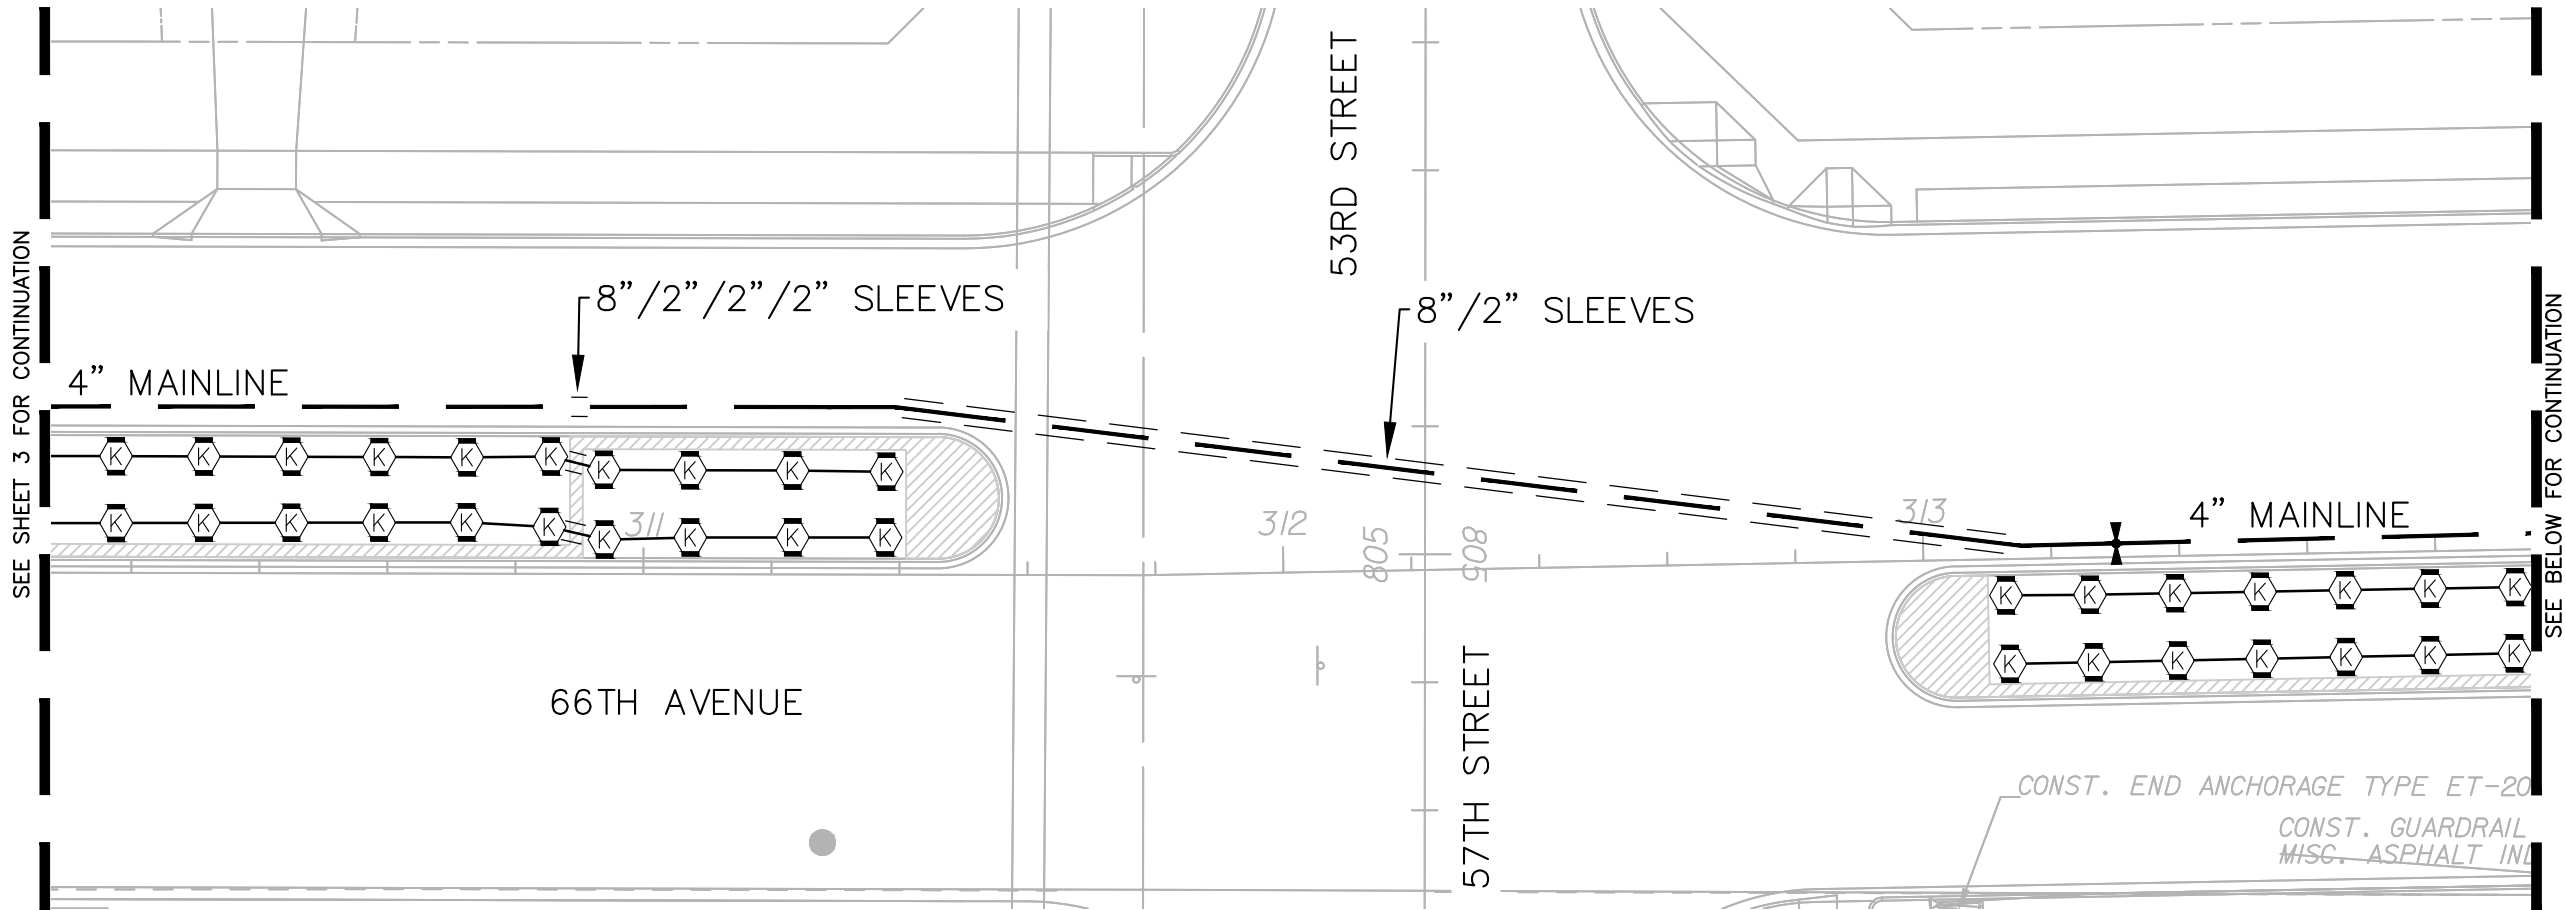 53RD STREET
SEE SHEET 3 FOR CONTINUATION
8"/2"/2"/2" SLEEVES
8"/2" SLEEVES
SEE BELOW FOR CONTINUATION
4" MAINLINE
K K K K K K K K K K
K K K K K K K K K K
311
312
805
805
313
4" MAINLINE
K K K K K K K
K K K K K K K
66TH AVENUE
57TH STREET
CONST. END ANCHORAGE TYPE ET-20
CONST. GUARDRAIL
MISC. ASPHALT